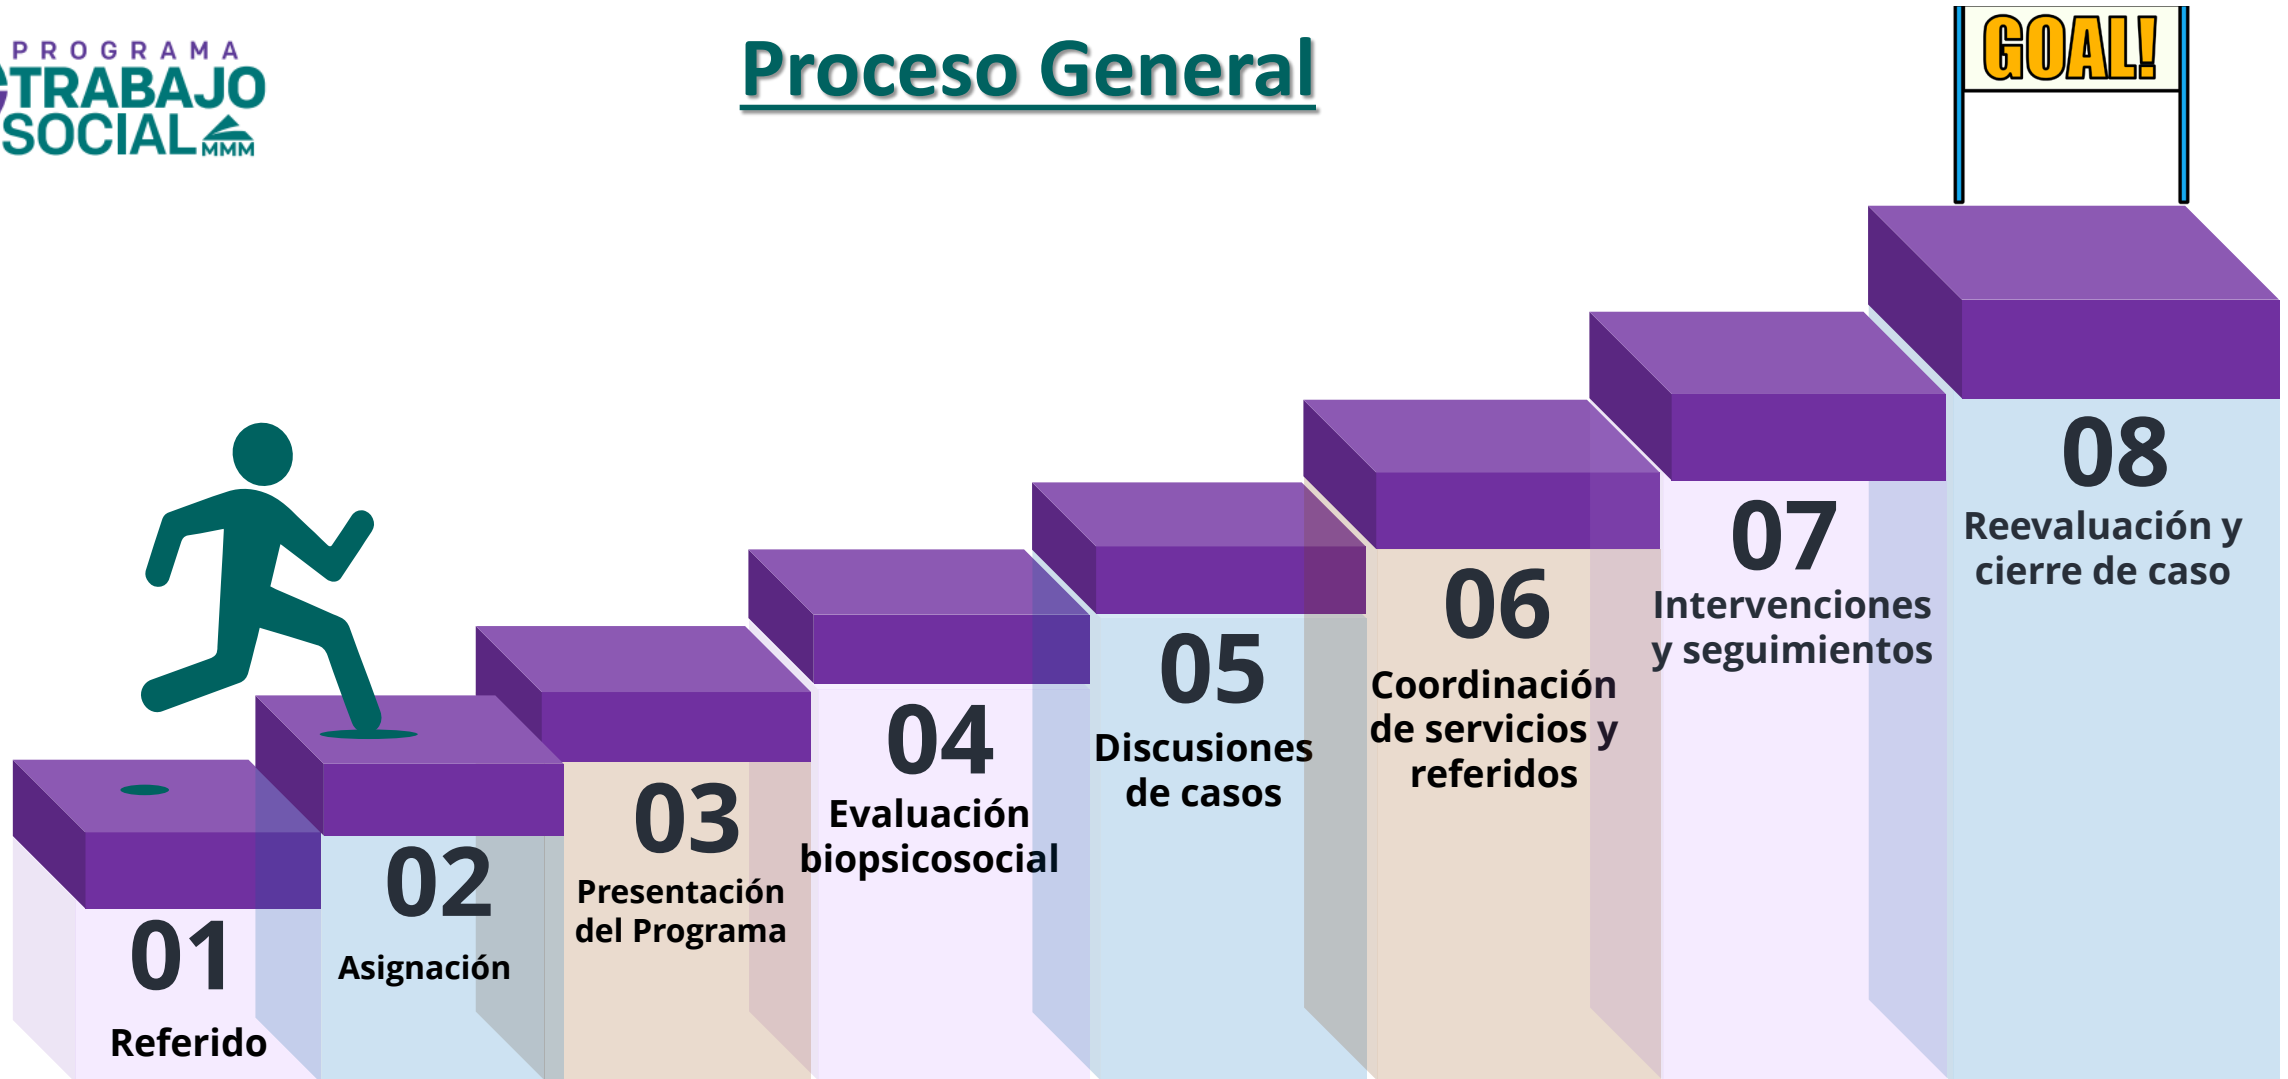 PROGRAMA
TRABAJO
SOCIAL
MMM
Proceso General
GOAL!
01
Referido
02
Asignación
03
Presentación
del Programa
04
Evaluación
biopsicosocial
05
Discusiones
de casos
06
Coordinación
de servicios y
referidos
07
Intervenciones
y seguimientos
08
Reevaluación y
cierre de caso